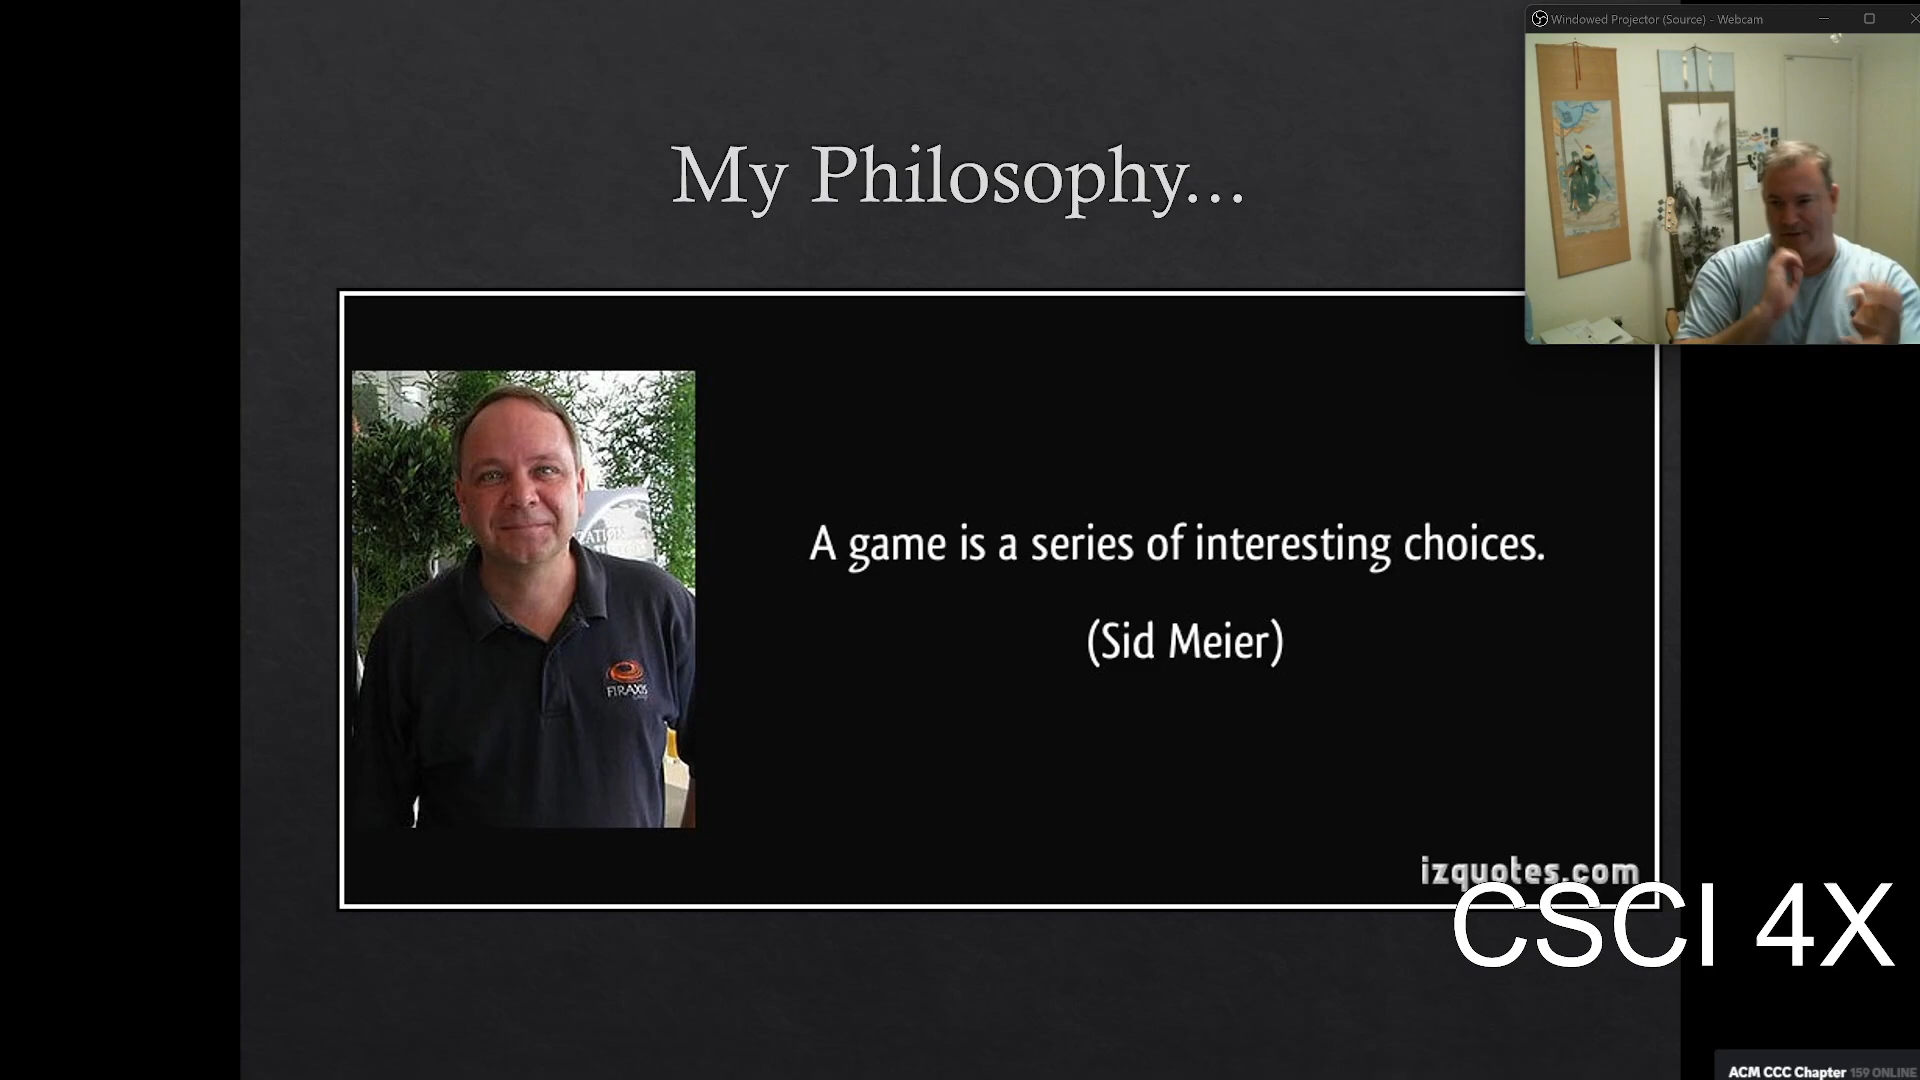 Windowed Projector (Source) - Webcam
My Philosophy...
A game is a series of interesting choices.
(Sid Meier)
FIRAXIS
izquotes.com
CSCI 4X
ACM CCC Chapter 159 ONLINE